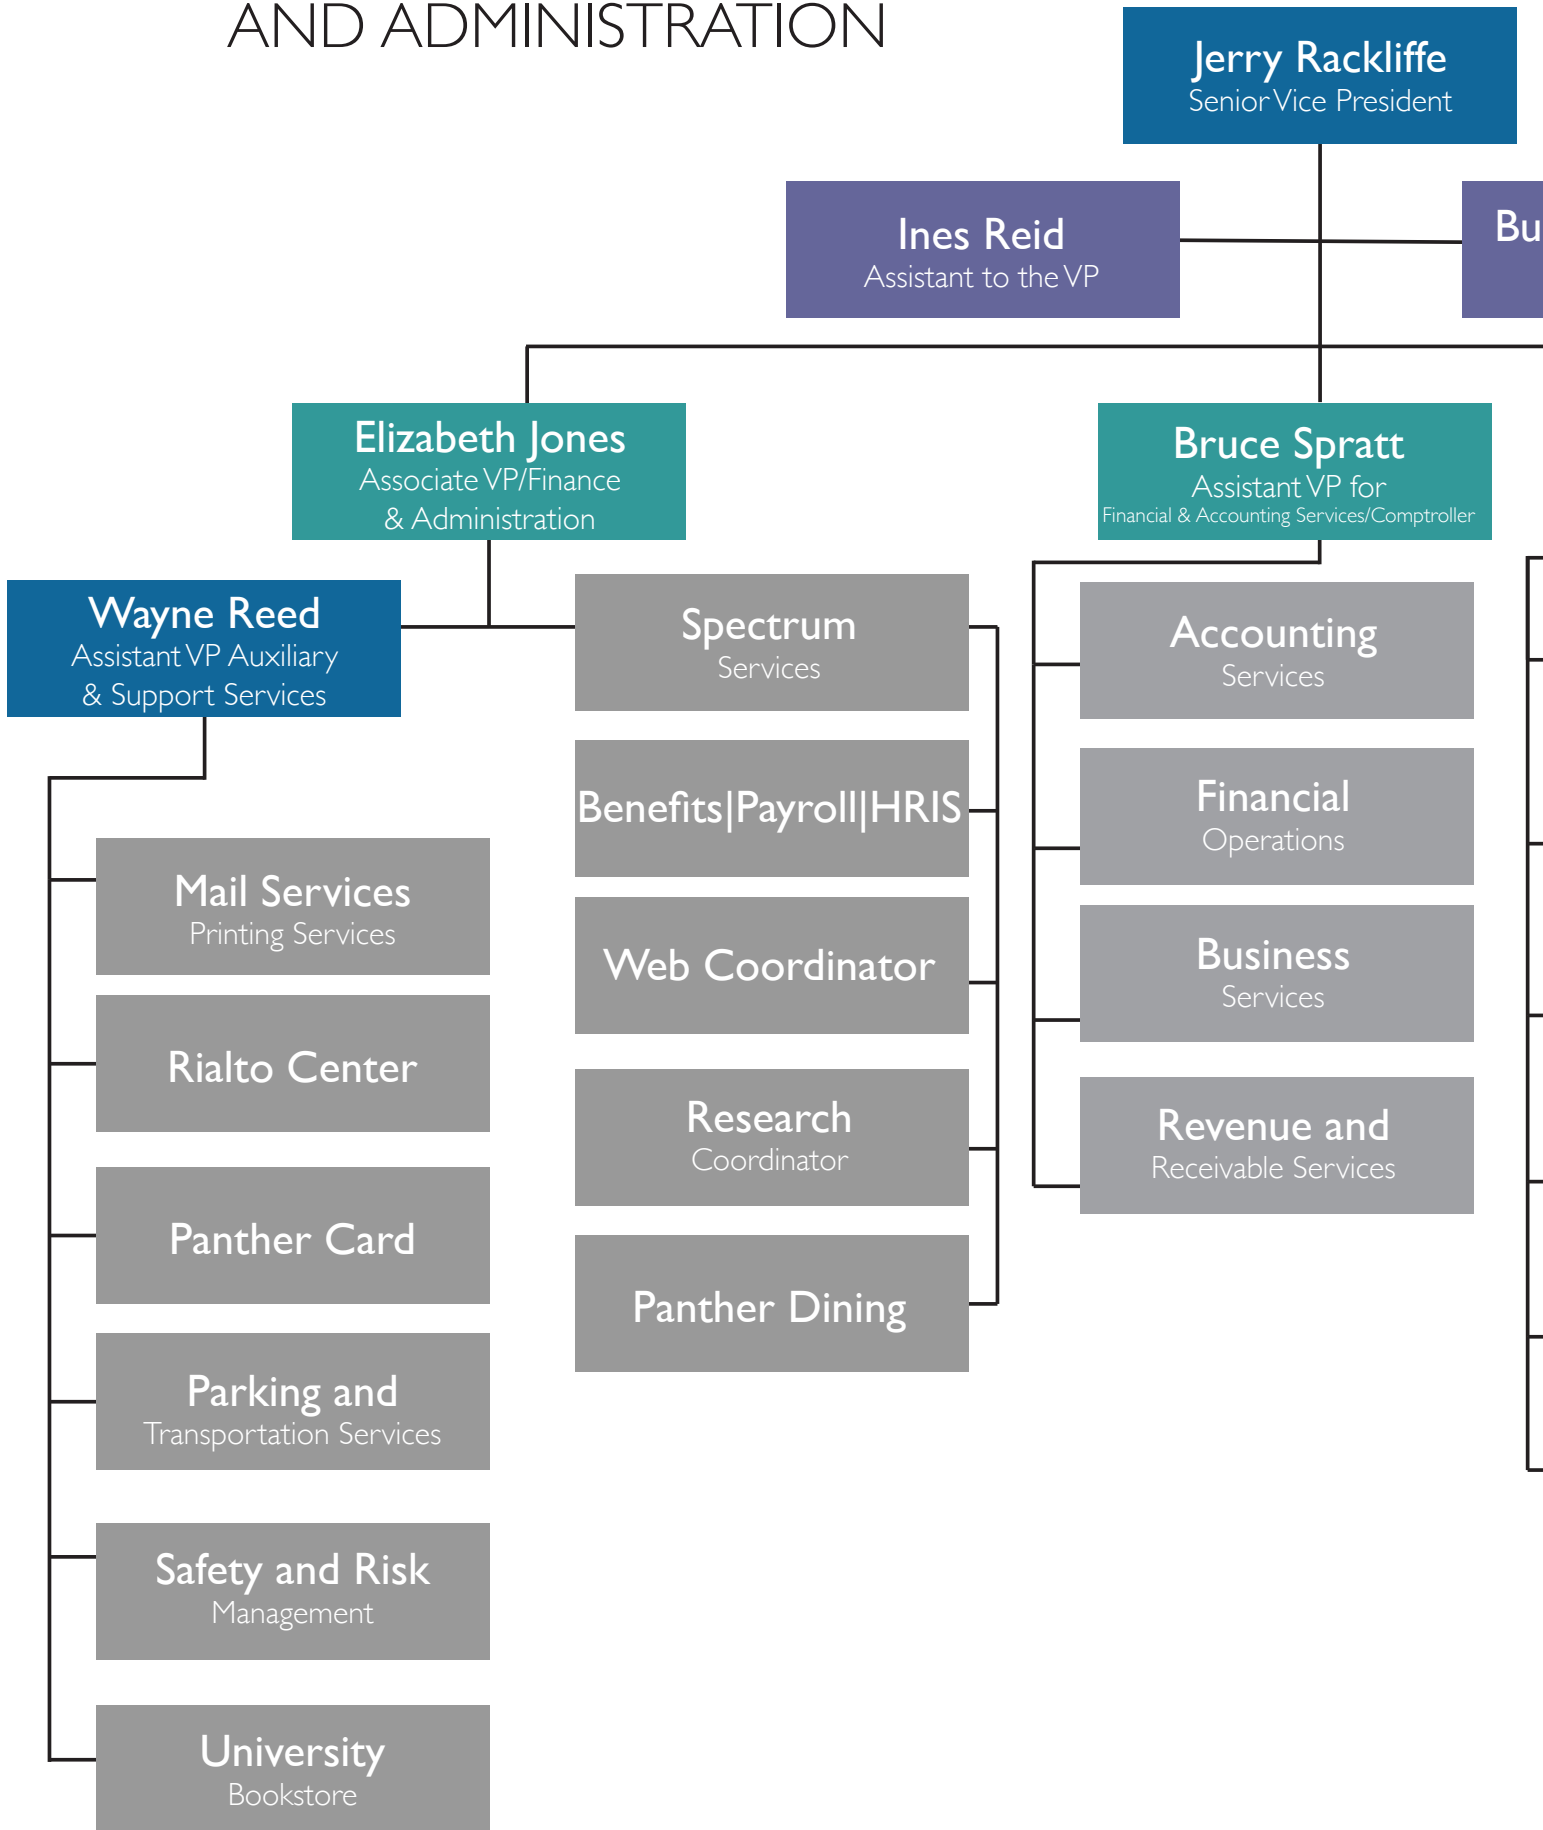 AND ADMINISTRATION
Jerry Rackliffe
Senior Vice President
Ines Reid
Assistant to the VP
Bu
Elizabeth Jones
Associate VP/Finance
& Administration
Bruce Spratt
Assistant VP for
Financial & Accounting Services/Comptroller
Wayne Reed
Assistant VP Auxiliary
& Support Services
Mail Services
Printing Services
Rialto Center
Panther Card
Parking and
Transportation Services
Safety and Risk
Management
University
Bookstore
Spectrum
Services
Benefits|Payroll|HRIS
Web Coordinator
Research
Coordinator
Panther Dining
Accounting
Services
Financial
Operations
Business
Services
Revenue and
Receivable Services